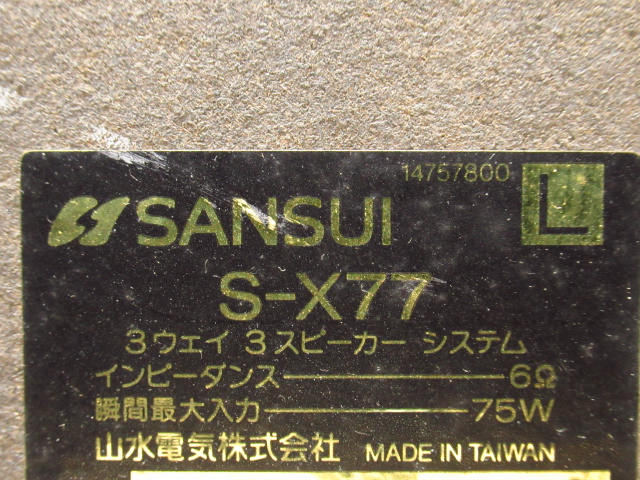 14757800
SANSUI L
S-X77
3ウェイ 3スピーカー システム
インピーダンス 6Ω
瞬間最大入力 75W
山水電気株式会社 MADE IN TAIWAN